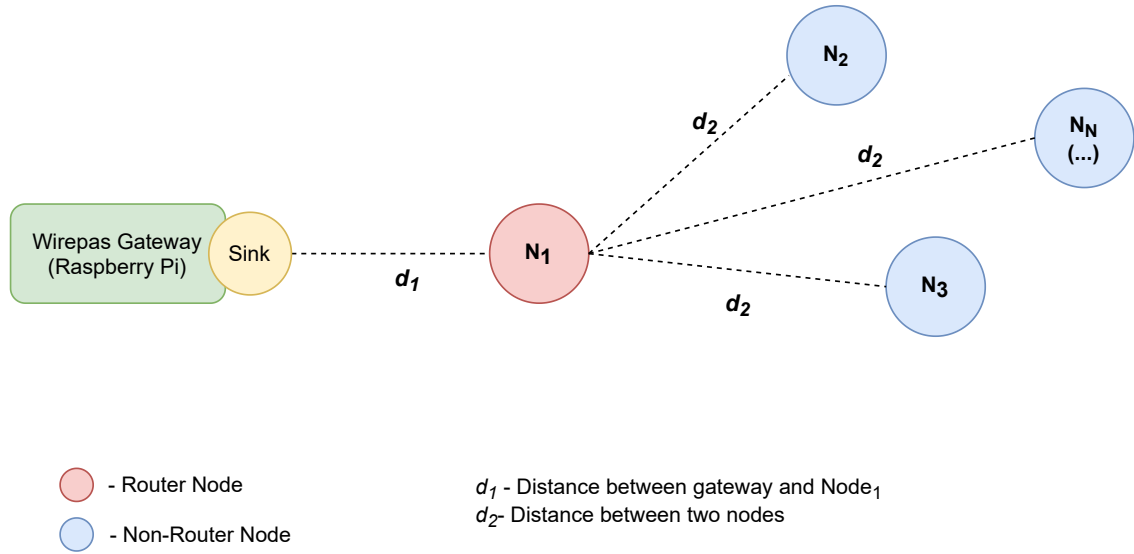 N2
NN
(...)
d2
d2
Wirepas Gateway
(Raspberry Pi)
Sink
N1
d1
N3
d2
- Router Node
- Non-Router Node
d1 - Distance between gateway and Node1
d2- Distance between two nodes